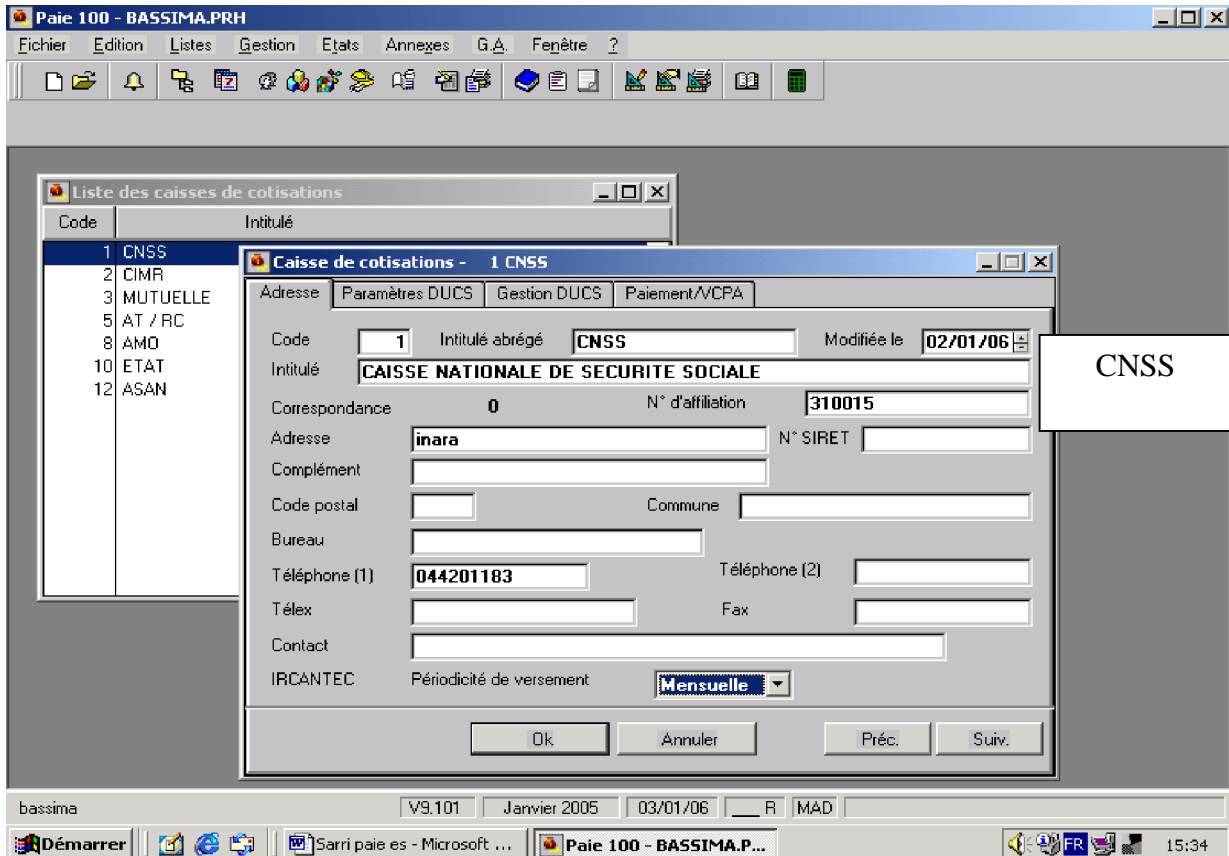 Paie 100 - BASSIMA.PRH
Fichier Edition Listes Gestion Etats Annexes G.A. Fenêtre ?
Liste des caisses de cotisations
Code Intitulé
1 CNSS
2 CIMR
3 MUTUELLE
5 AT / RC
8 AMO
10 ETAT
12 ASAN
Caisse de cotisations - 1 CNSS
Adresse Paramètres DUCS Gestion DUCS Paiement/VCPA
Code 1 Intitulé abrégé CNSS Modifiée le 02/01/06
Intitulé CAISSE NATIONALE DE SECURITE SOCIALE
Correspondance 0 N° d'affiliation 310015
Adresse inara N° SIRET
Complément
Code postal Commune
Bureau
Téléphone (1) 044201183 Téléphone (2)
Télex Fax
Contact
IRCANTEC Périodicité de versement Mensuelle
Ok Annuler Préc. Suiv.
CNSS
bassima V9.101 Janvier 2005 03/01/06 ___ R MAD
Démarrer Sarri paie es - Microsoft ... Paie 100 - BASSIMA.P... FR 15:34